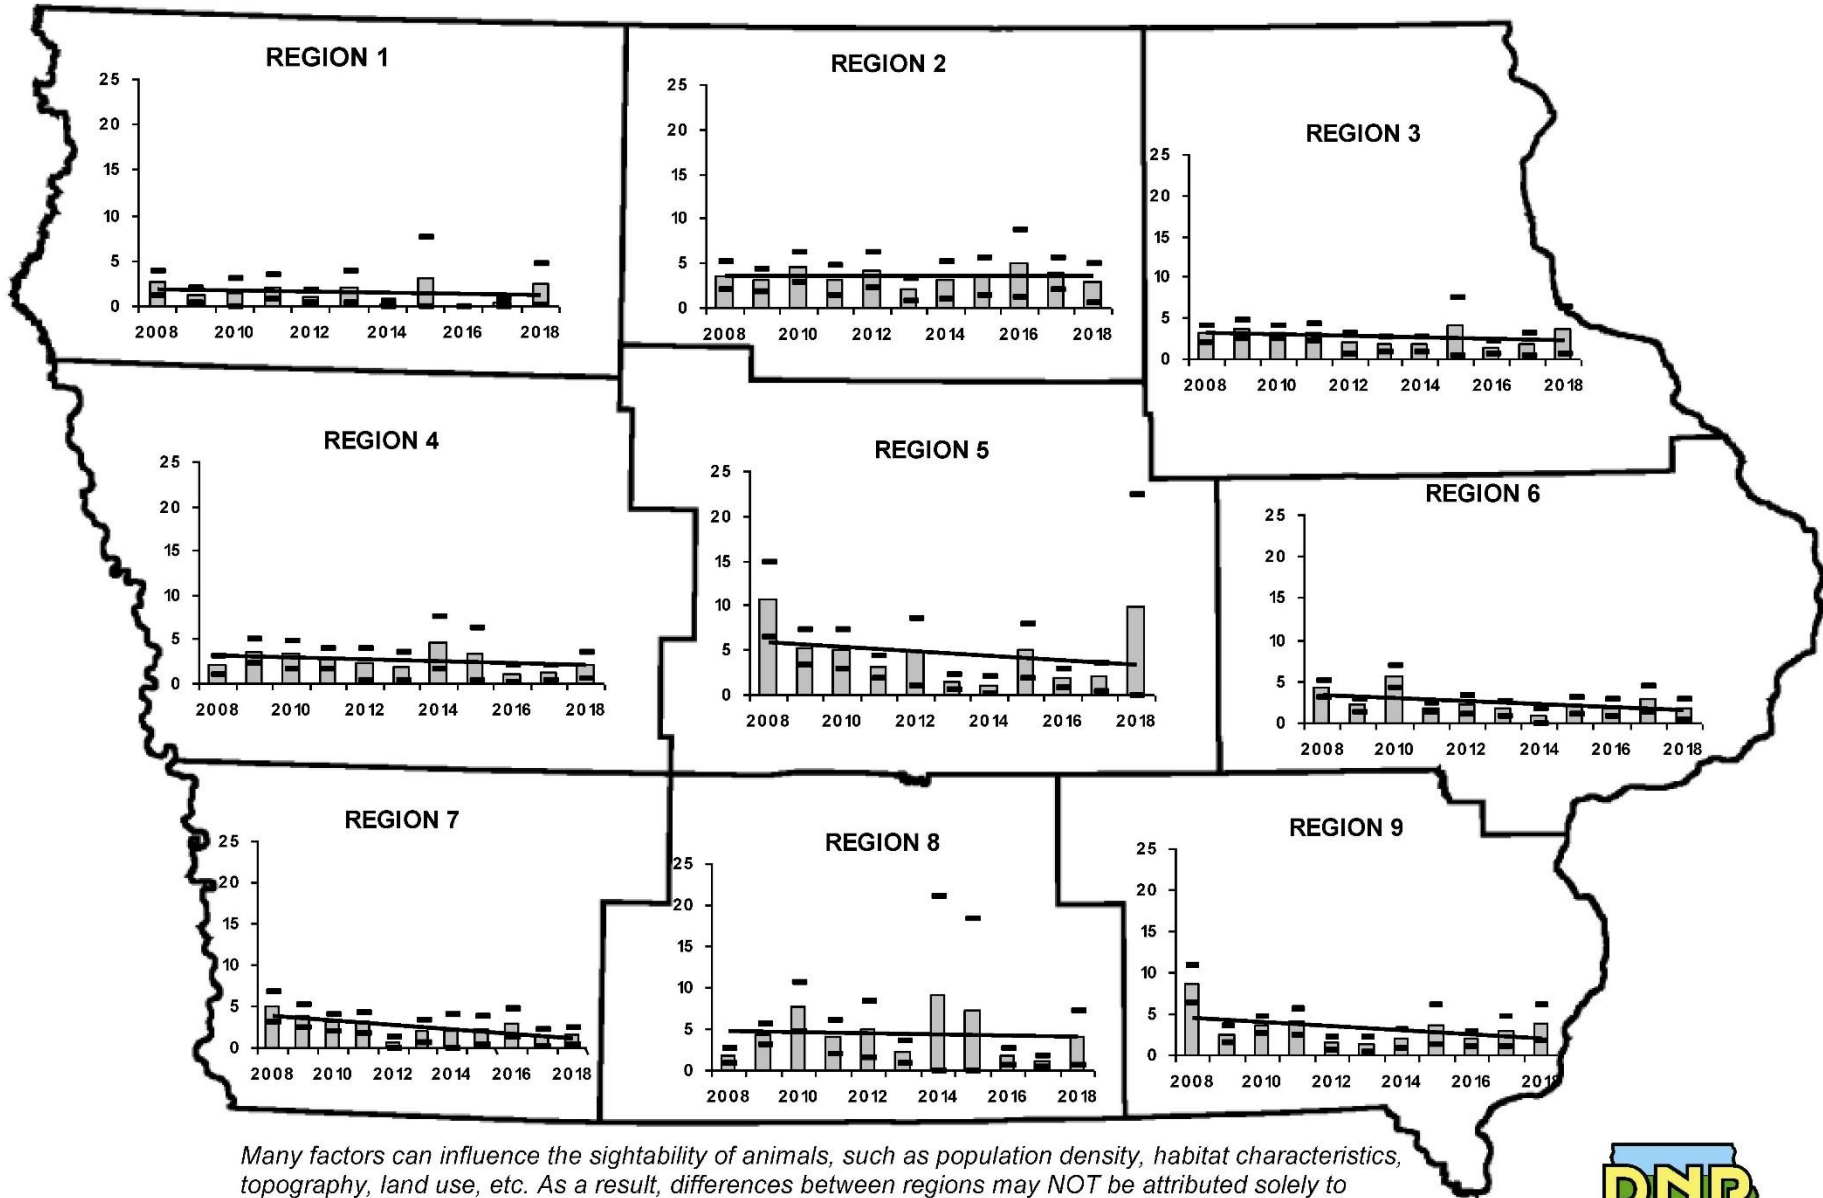 REGION 1
25
20
15
10
5
0
2008 2010 2012 2014 2016 2018
REGION 2
25
20
15
10
5
0
2008 2010 2012 2014 2016 2018
REGION 3
25
20
15
10
5
0
2008 2010 2012 2014 2016 2018
REGION 4
25
20
15
10
5
0
2008 2010 2012 2014 2016 2018
REGION 5
25
20
15
10
5
0
2008 2010 2012 2014 2016 2018
REGION 6
25
20
15
10
5
0
2008 2010 2012 2014 2016 2018
REGION 7
25
20
15
10
5
0
2008 2010 2012 2014 2016 2018
REGION 8
25
20
15
10
5
0
2008 2010 2012 2014 2016 2018
REGION 9
25
20
15
10
5
0
2008 2010 2012 2014 2016 2018
Many factors can influence the sightability of animals, such as population density, habitat characteristics,
topography, land use, etc. As a result, differences between regions may NOT be attributed solely to
DNR